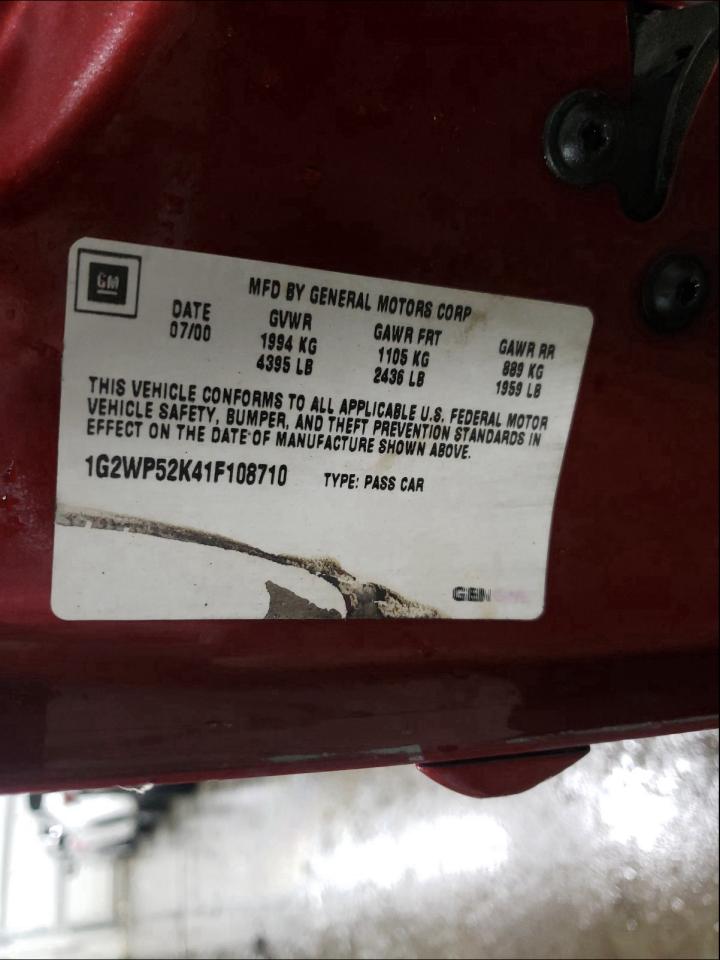 GM
MFD BY GENERAL MOTORS CORP
DATE GVWR GAWR FRT GAWR RR
07/00 1994 KG 1105 KG 889 KG
4395 LB 2436 LB 1959 LB
THIS VEHICLE CONFORMS TO ALL APPLICABLE U.S. FEDERAL MOTOR
VEHICLE SAFETY, BUMPER, AND THEFT PREVENTION STANDARDS IN
EFFECT ON THE DATE OF MANUFACTURE SHOWN ABOVE.
1G2WP52K41F108710 TYPE: PASS CAR